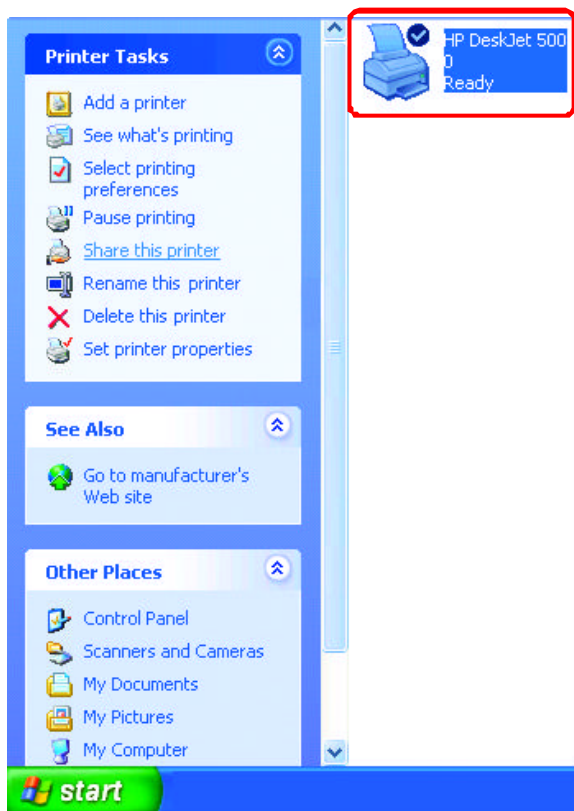 Printer Tasks
Add a printer
See what's printing
Select printing
preferences
Pause printing
Share this printer
Rename this printer
Delete this printer
Set printer properties
See Also
Go to manufacturer's
Web site
Other Places
Control Panel
Scanners and Cameras
My Documents
My Pictures
My Computer
HP DeskJet 500
0
Ready
start